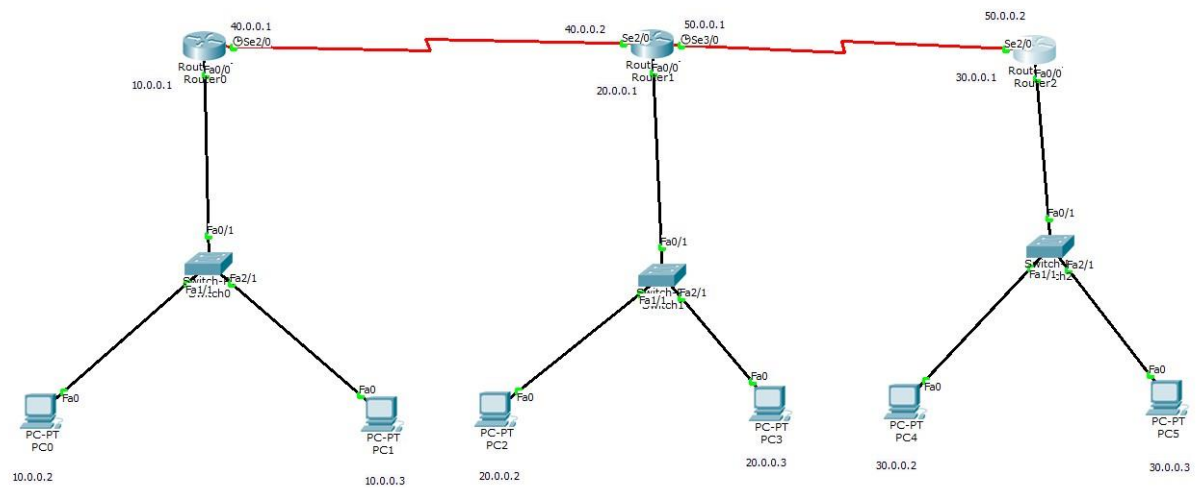 40.0.0.1
Se2/0
Fa0/0
Router0
10.0.0.1
40.0.0.2
Se2/0
50.0.0.1
Se3/0
Fa0/0
20.0.0.1
50.0.0.2
Se2/0
Fa0/0
Router2
30.0.0.1
Fa0/1
Fa1/1
Fa2/1
Fa0/1
Fa1/1
Fa2/1
Fa0/1
Fa1/1
Fa2/1
Fa0
PC-PT
PC0
10.0.0.2
Fa0
PC-PT
PC1
10.0.0.3
Fa0
PC-PT
PC2
20.0.0.2
Fa0
PC-PT
PC3
20.0.0.3
Fa0
PC-PT
PC4
30.0.0.2
Fa0
PC-PT
PC5
30.0.0.3